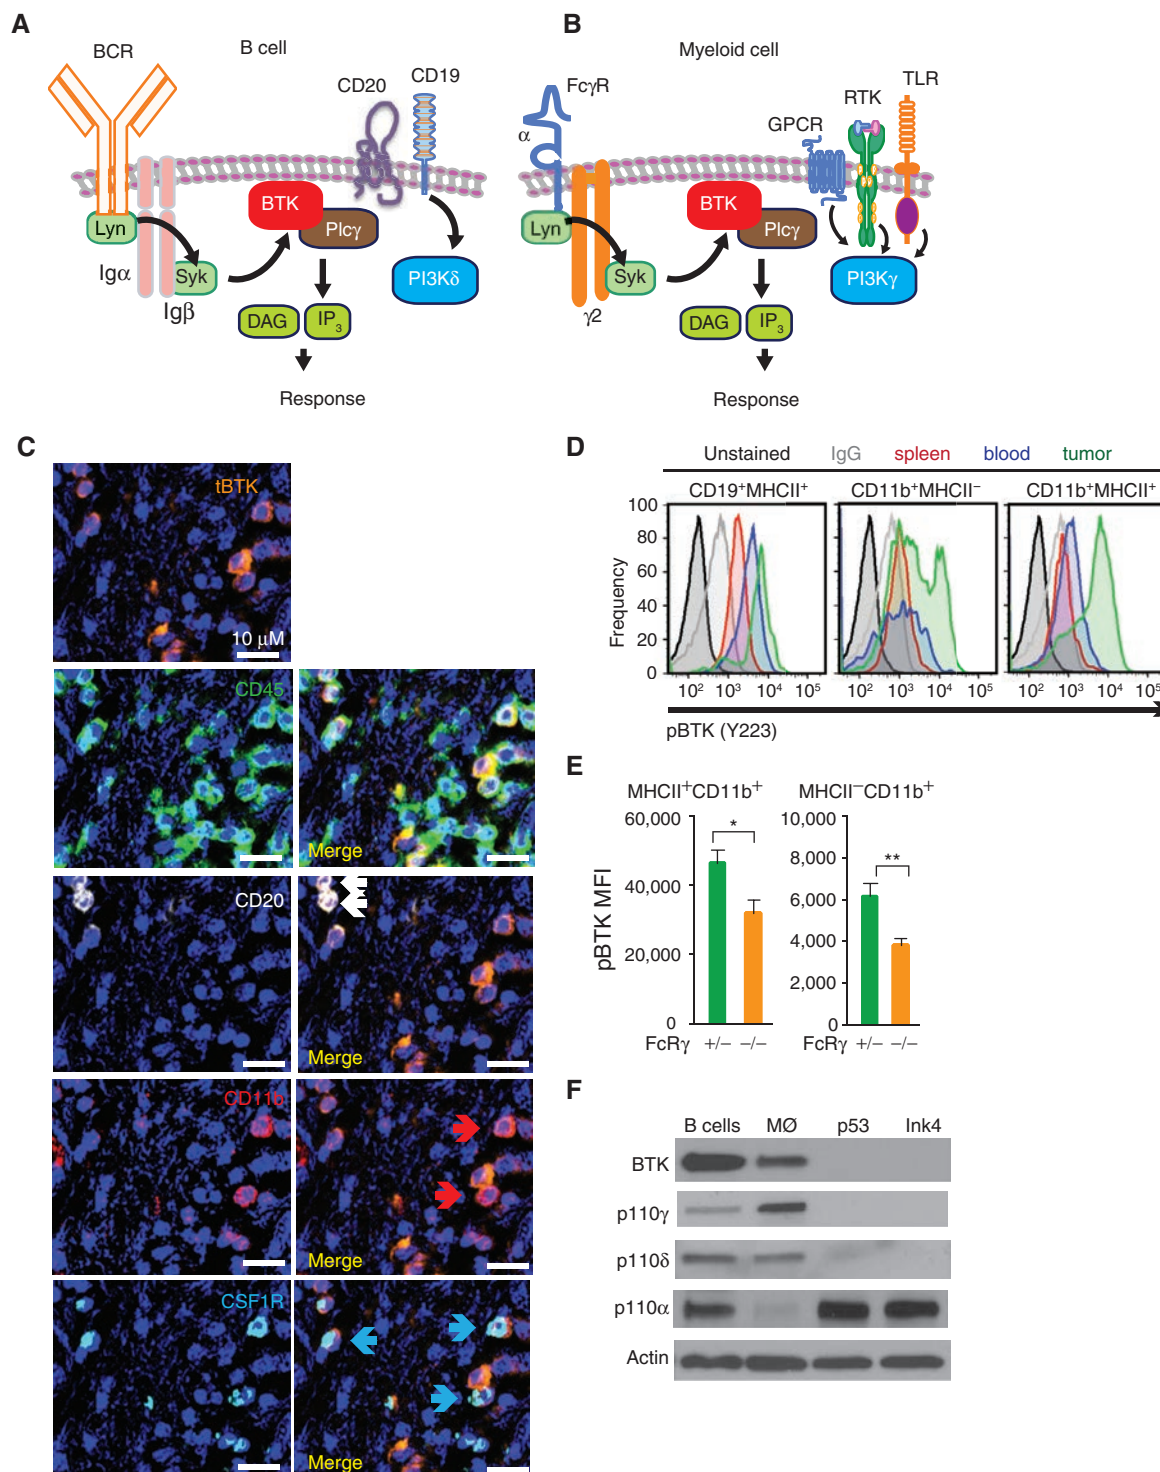 A
BCR
B cell
CD20
CD19
Lyn
Igα
Igβ
Syk
BTK
Plcγ
PI3Kδ
DAG
IP3
Response
B
Myeloid cell
FcγR
α
GPCR
RTK
TLR
Lyn
γ2
Syk
BTK
Plcγ
PI3Kγ
DAG
IP3
Response
C
tBTK
10 µM
CD45
Merge
CD20
Merge
CD11b
Merge
CSF1R
Merge
D
Unstained IgG spleen blood tumor
CD19+MHCII+ CD11b+MHCII− CD11b+MHCII+
Frequency
100
80
60
40
20
0
10² 10³ 10⁴ 10⁵ 10² 10³ 10⁴ 10⁵ 10² 10³ 10⁴ 10⁵
pBTK (Y223)
E
MHCII+CD11b+ MHCII−CD11b+
pBTK MFI
60,000
40,000
20,000
0
*
FcRγ +/− −/−
10,000
8,000
6,000
4,000
2,000
0
**
FcRγ +/− −/−
F
B cells MØ p53 Ink4
BTK
p110γ
p110δ
p110α
Actin